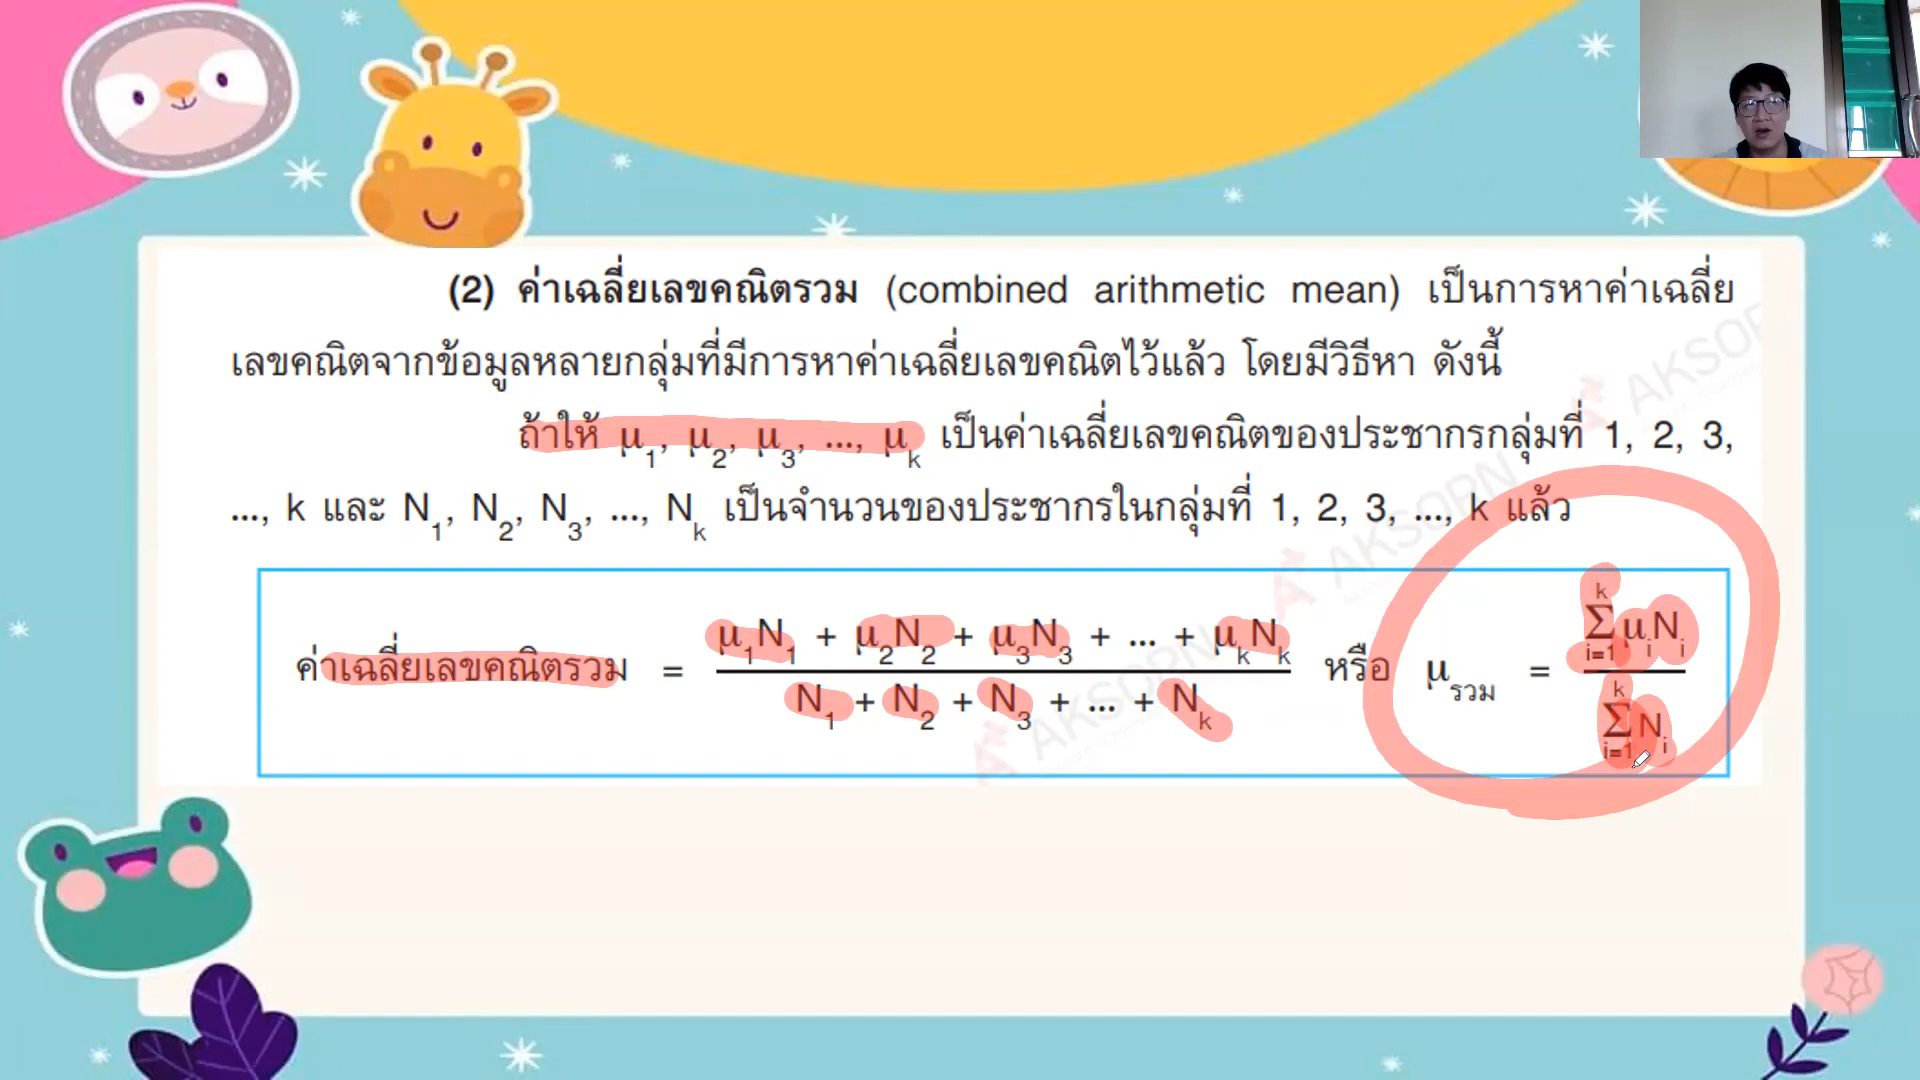 (2) ค่าเฉลี่ยเลขคณิตรวม (combined arithmetic mean) เป็นการหาค่าเฉลี่ย
เลขคณิตจากข้อมูลหลายกลุ่มที่มีการหาค่าเฉลี่ยเลขคณิตไว้แล้ว โดยมีวิธีหา ดังนี้
ถ้าให้ μ₁, μ₂, μ₃, ..., μₖ เป็นค่าเฉลี่ยเลขคณิตของประชากรกลุ่มที่ 1, 2, 3,
..., k และ N₁, N₂, N₃, ..., Nₖ เป็นจำนวนของประชากรในกลุ่มที่ 1, 2, 3, ..., k แล้ว
ค่าเฉลี่ยเลขคณิตรวม = (μ₁N₁ + μ₂N₂ + μ₃N₃ + ... + μₖNₖ) / (N₁ + N₂ + N₃ + ... + Nₖ) หรือ μรวม = (k Σ i=1 μᵢNᵢ) / (k Σ i=1 Nᵢ)
AKSORN
AKSORN
AKSORN